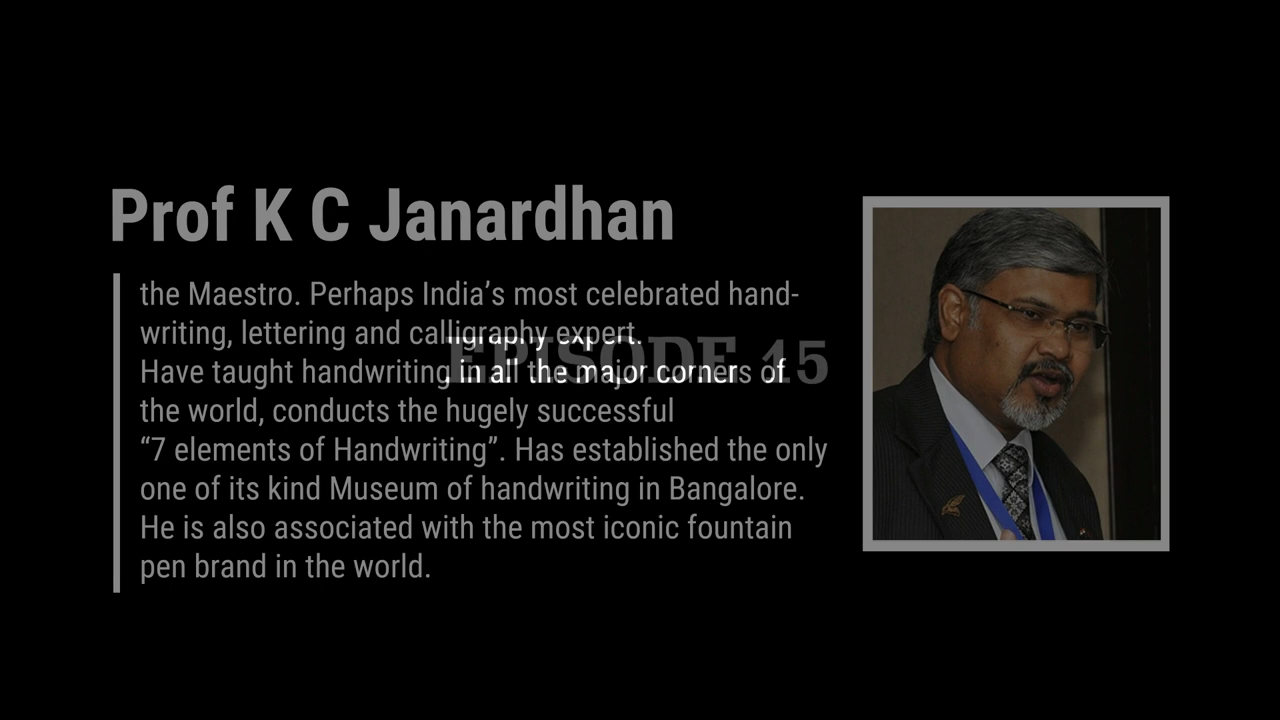 Prof K C Janardhan
the Maestro. Perhaps India’s most celebrated hand-
writing, lettering and calligraphy expert.
EPISODE 15
Have taught handwriting in all the major corners of
the world, conducts the hugely successful
“7 elements of Handwriting”. Has established the only
one of its kind Museum of handwriting in Bangalore.
He is also associated with the most iconic fountain
pen brand in the world.